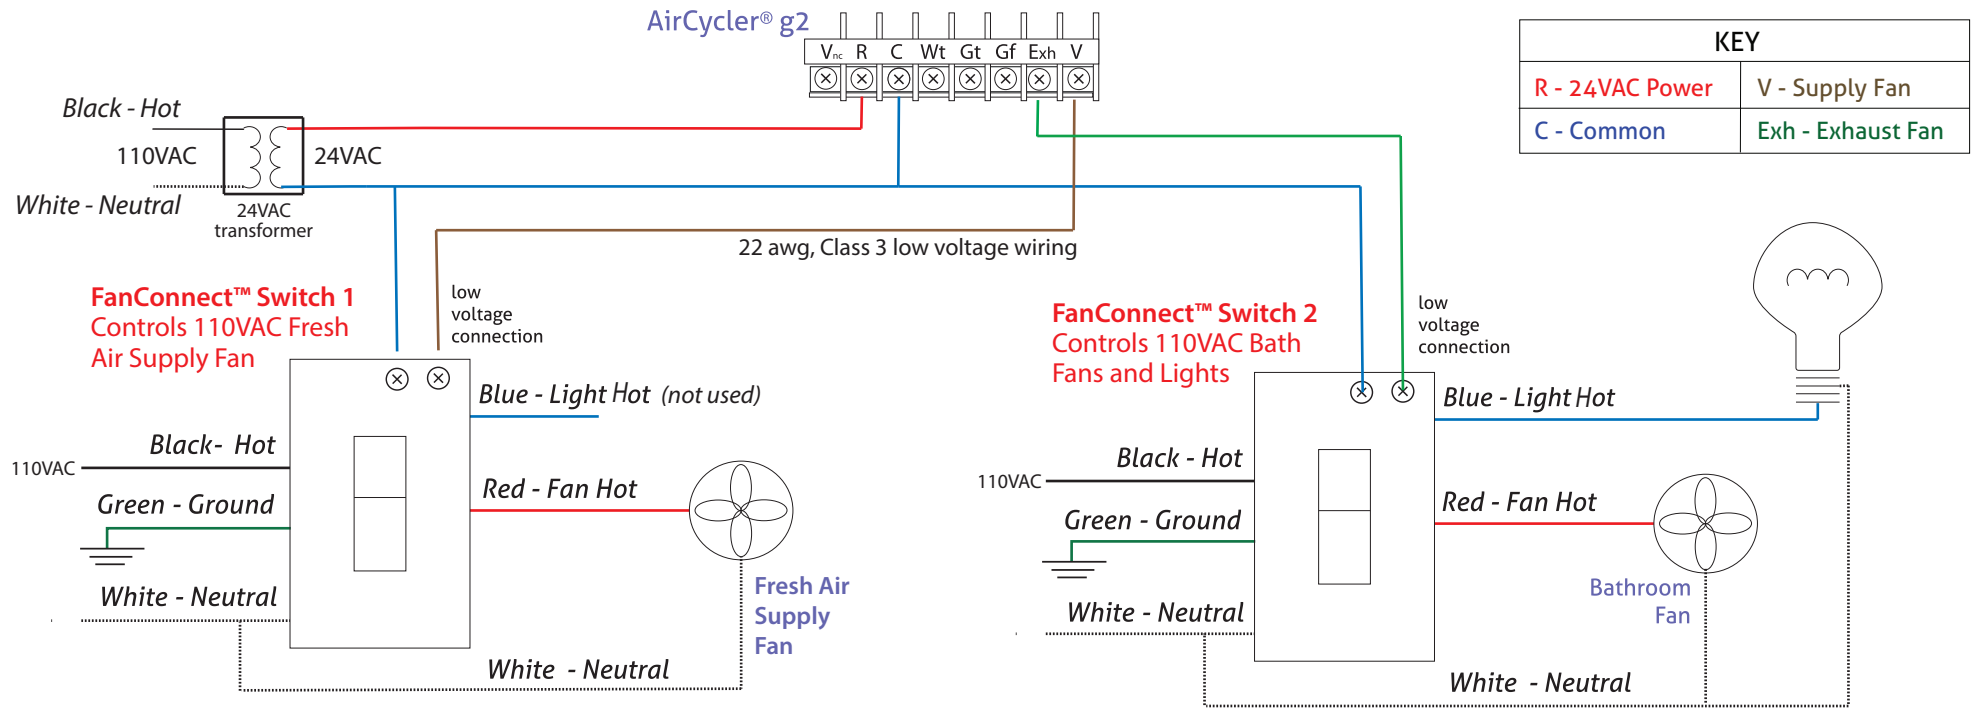 AirCycler® g2
Vnc R C Wt Gt Gf Exh V
KEY
R - 24VAC Power
V - Supply Fan
C - Common
Exh - Exhaust Fan
Black - Hot
110VAC
24VAC
White - Neutral
24VAC
transformer
22 awg, Class 3 low voltage wiring
FanConnect™ Switch 1
Controls 110VAC Fresh
Air Supply Fan
low
voltage
connection
Blue - Light Hot (not used)
Black- Hot
110VAC
Red - Fan Hot
Green - Ground
White - Neutral
Fresh Air
Supply
Fan
White - Neutral
FanConnect™ Switch 2
Controls 110VAC Bath
Fans and Lights
low
voltage
connection
Blue - Light Hot
Black - Hot
110VAC
Red - Fan Hot
Green - Ground
White - Neutral
Bathroom
Fan
White - Neutral